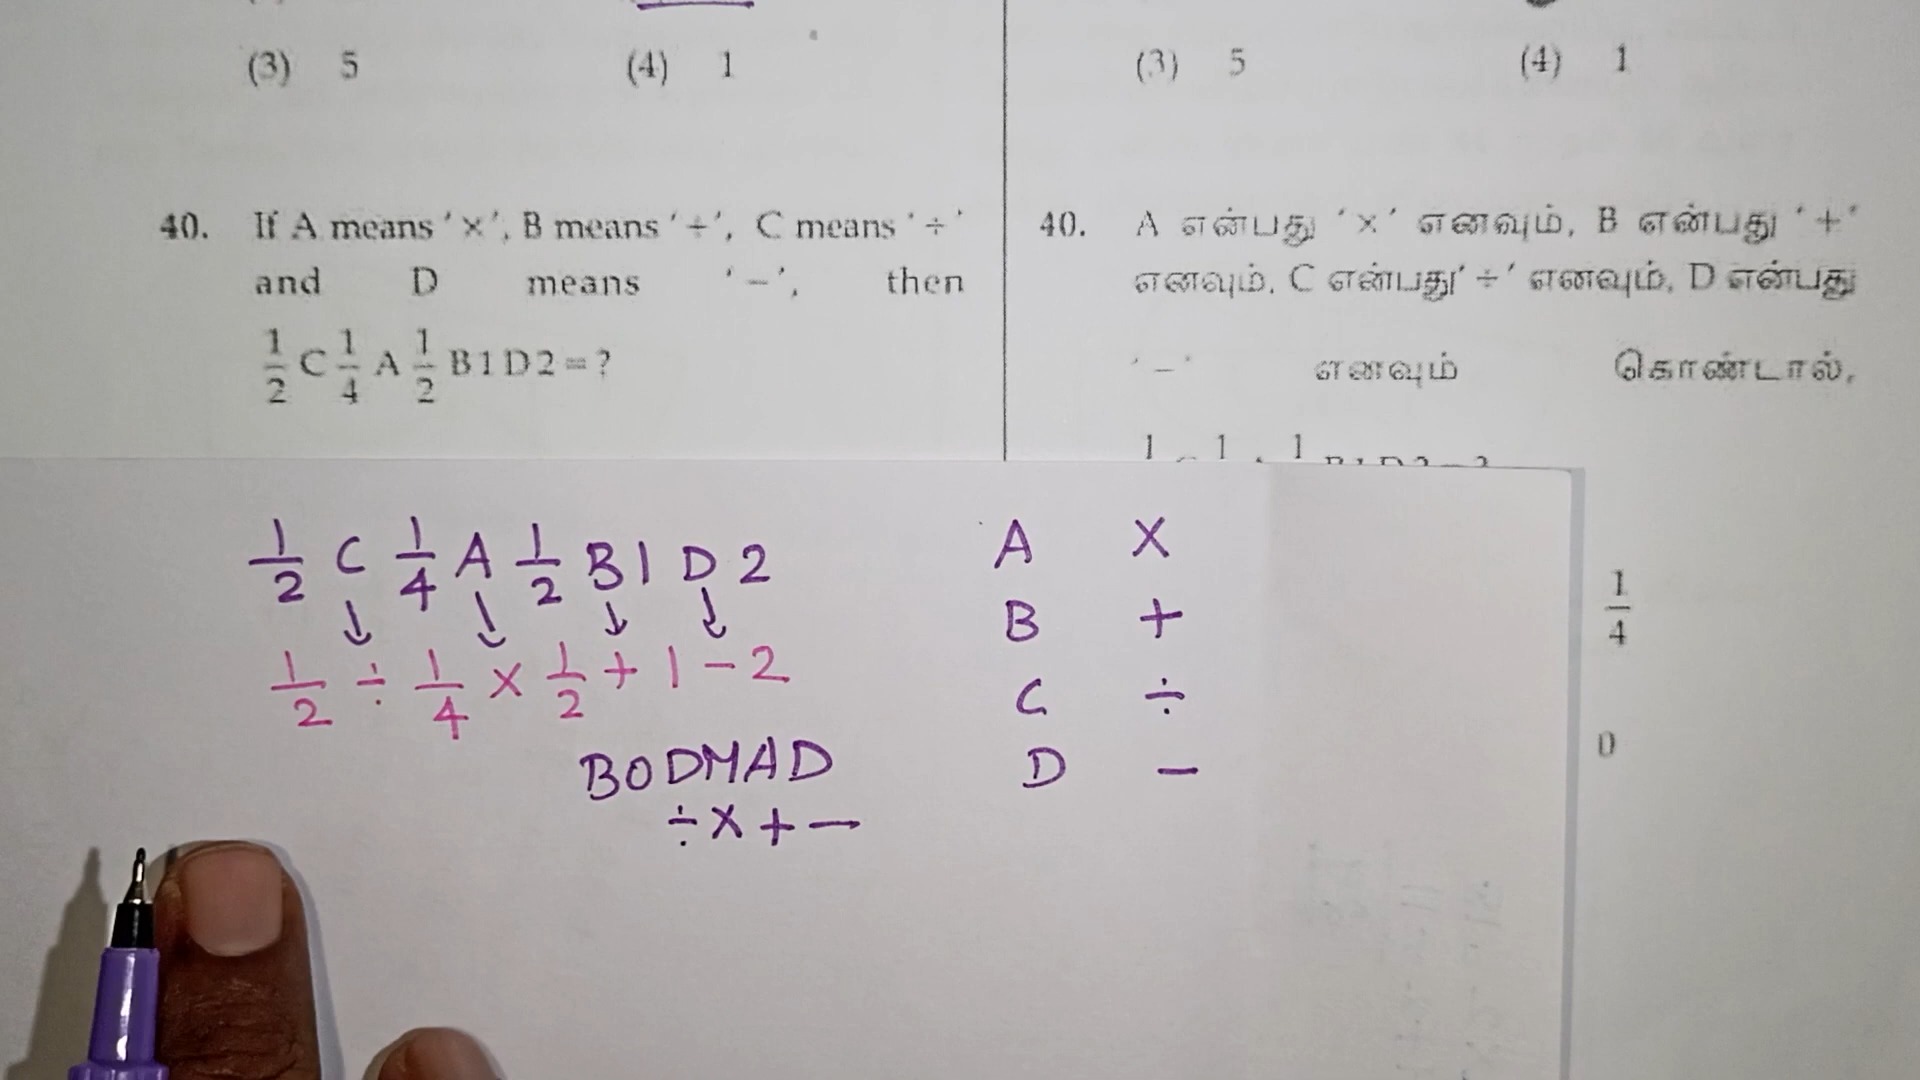 (3) 5 (4) 1
40. If A means '×', B means '+', C means '÷'
and D means '−', then
1/2 C 1/4 A 1/2 B 1 D 2 = ?
(3) 5 (4) 1
40. A என்பது '×' எனவும், B என்பது '+'
எனவும், C என்பது' ÷' எனவும், D என்பது
'−' எனவும் கொண்டால்,
1/2 C 1/4 A 1/2 B 1 D 2
↓ ↓ ↓ ↓
1/2 ÷ 1/4 × 1/2 + 1 − 2
BODMAD
÷ × + −
A ×
B +
C ÷
D −
1/4
0